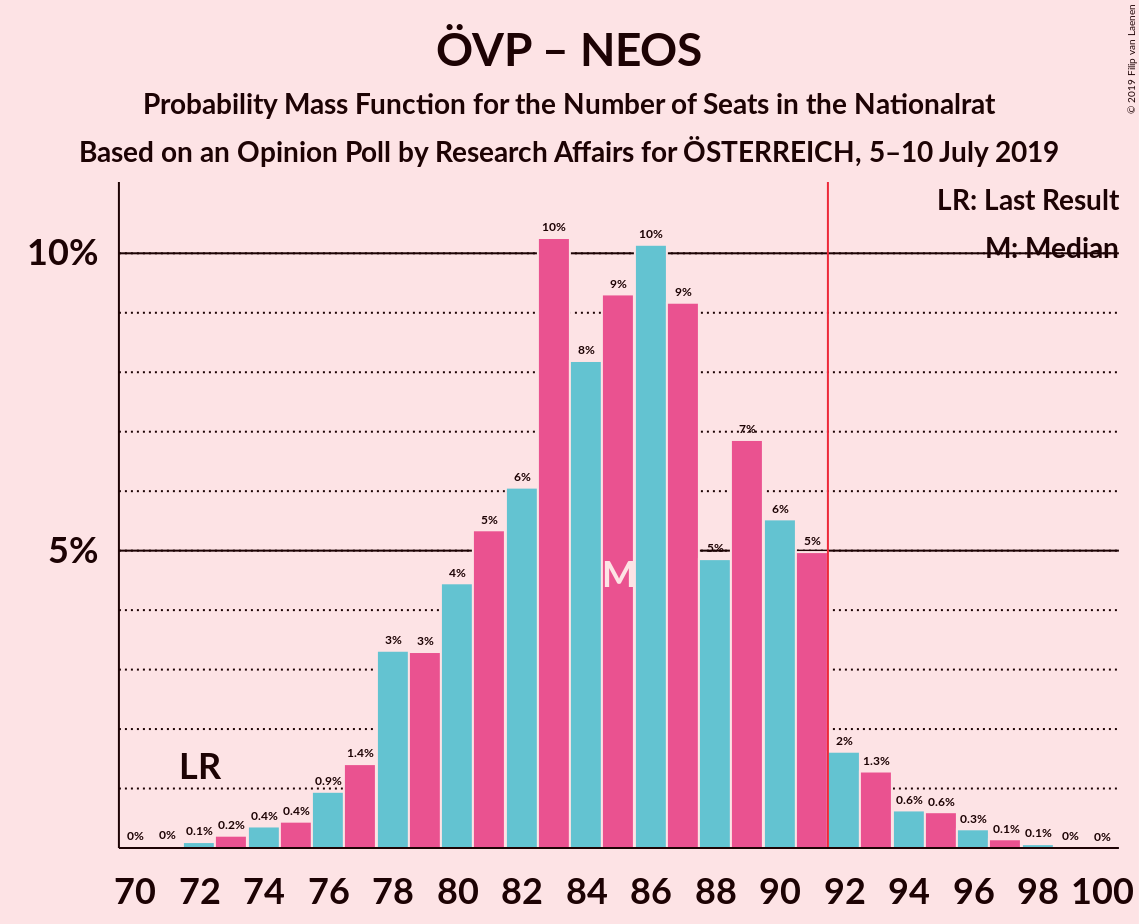 ÖVP – NEOS
Probability Mass Function for the Number of Seats in the Nationalrat
Based on an Opinion Poll by Research Affairs for ÖSTERREICH, 5–10 July 2019
© 2019 Filip van Laenen
LR: Last Result
M: Median
10%
5%
0% 0% 0.1% 0.2% 0.4% 0.4% 0.9% 1.4% 3% 3% 4% 5% 6% 10% 8% 9% 10% 9% 5% 7% 6% 5% 2% 1.3% 0.6% 0.6% 0.3% 0.1% 0.1% 0% 0%
LR
M
70 72 74 76 78 80 82 84 86 88 90 92 94 96 98 100